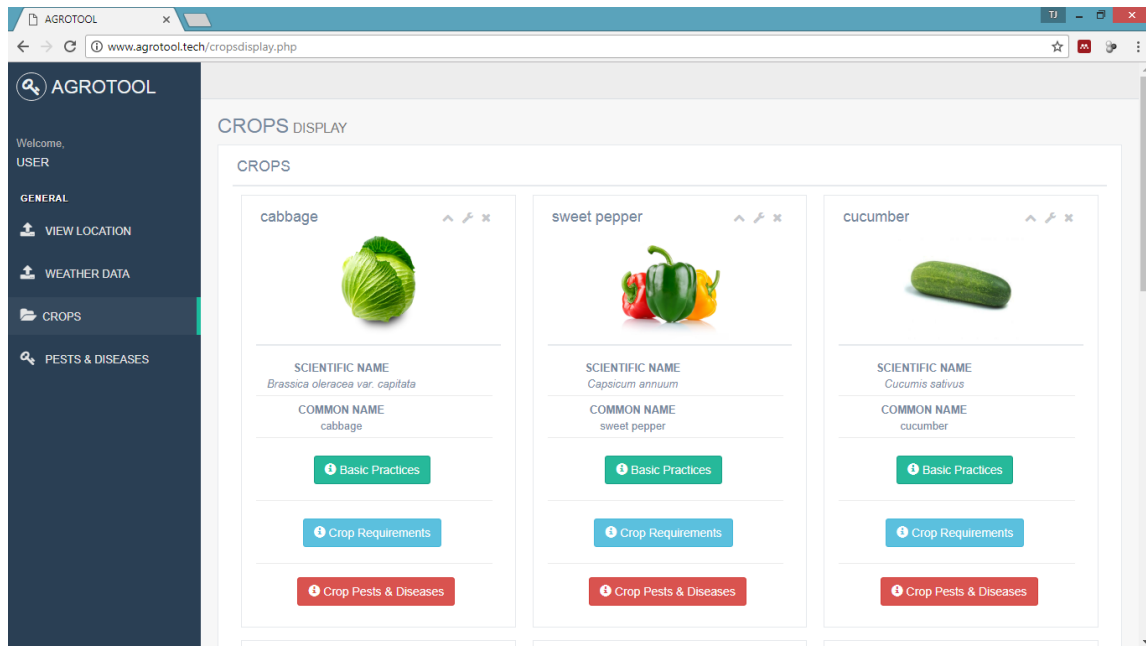 AGROTOOL
TJ
www.agrotool.tech/cropsdisplay.php
AGROTOOL
Welcome,
USER
GENERAL
VIEW LOCATION
WEATHER DATA
CROPS
PESTS & DISEASES
CROPS DISPLAY
CROPS
cabbage
SCIENTIFIC NAME
Brassica oleracea var. capitata
COMMON NAME
cabbage
Basic Practices
Crop Requirements
Crop Pests & Diseases
sweet pepper
SCIENTIFIC NAME
Capsicum annuum
COMMON NAME
sweet pepper
Basic Practices
Crop Requirements
Crop Pests & Diseases
cucumber
SCIENTIFIC NAME
Cucumis sativus
COMMON NAME
cucumber
Basic Practices
Crop Requirements
Crop Pests & Diseases